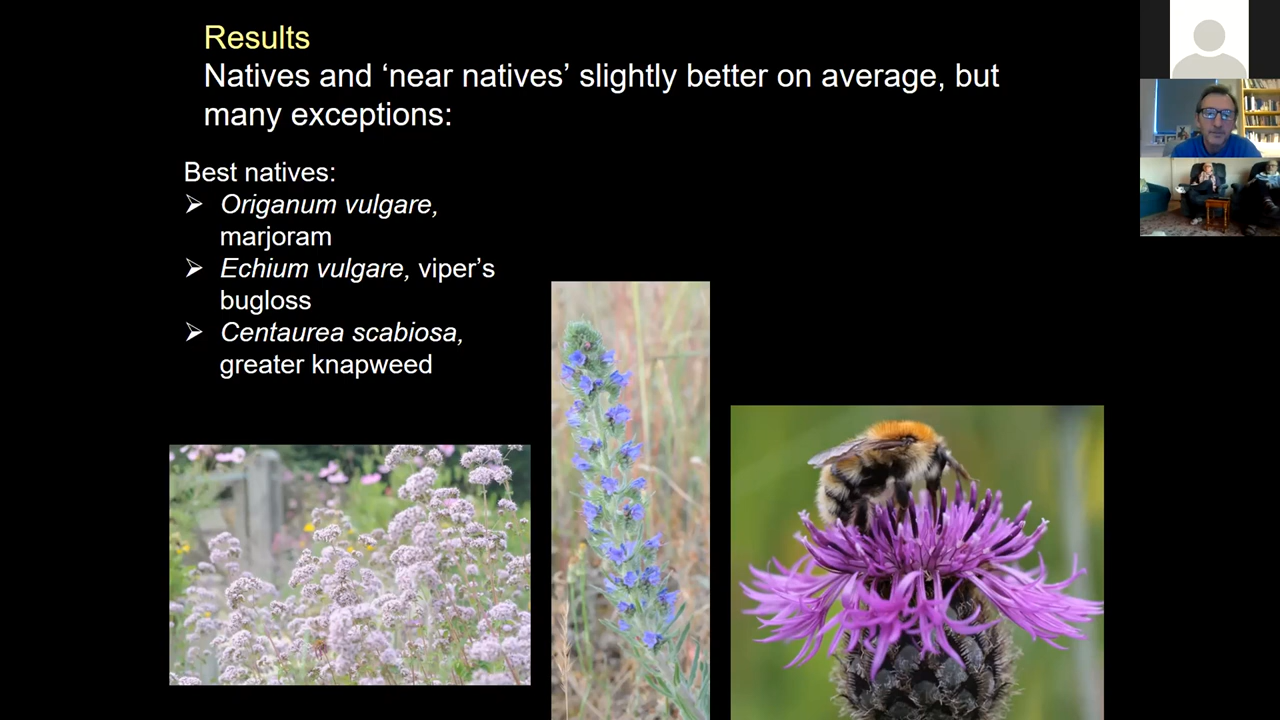 Results
Natives and ‘near natives’ slightly better on average, but
many exceptions:
Best natives:
➢ Origanum vulgare,
marjoram
➢ Echium vulgare, viper’s
bugloss
➢ Centaurea scabiosa,
greater knapweed